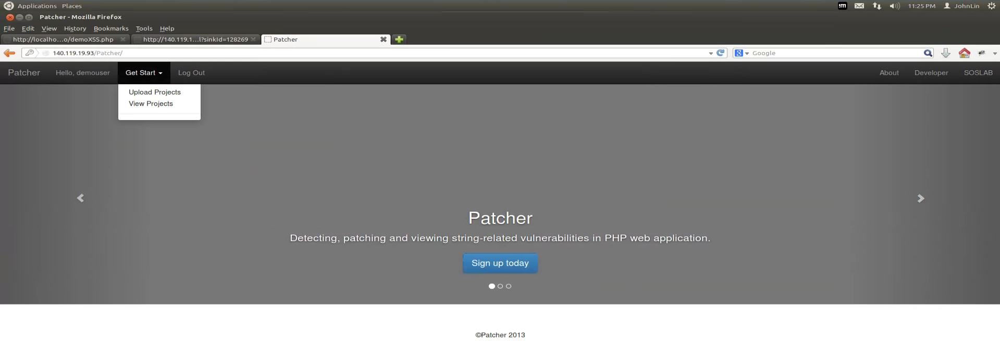 Applications Places !m 11:25 PM JohnLin
Patcher - Mozilla Firefox
File Edit View History Bookmarks Tools Help
http://localho...o/demoXSS.php http://140.119.1...l?sinkId=128269 Patcher
140.119.19.93/Patcher/ 8 Google
Patcher Hello, demouser Get Start Log Out About Developer SOSLAB
Upload Projects
View Projects
Patcher
Detecting, patching and viewing string-related vulnerabilities in PHP web application.
Sign up today
©Patcher 2013